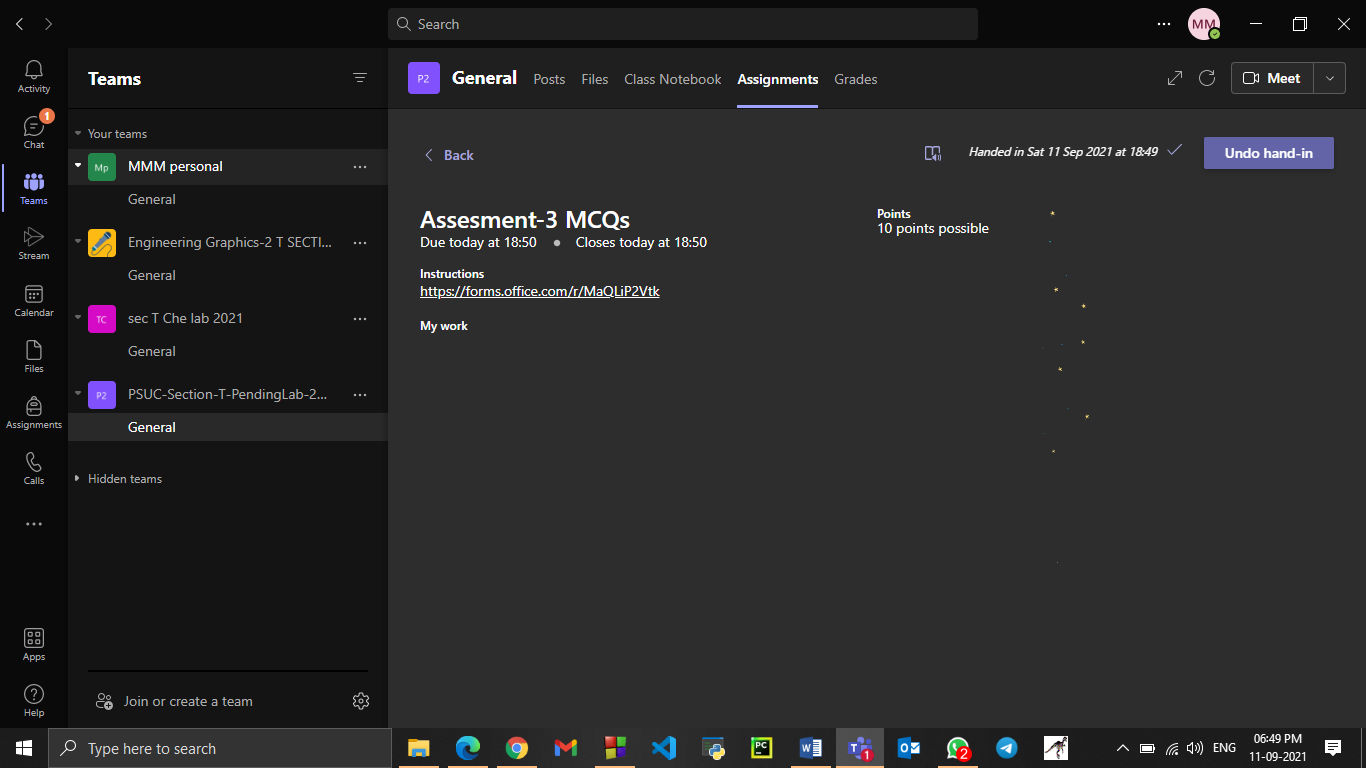 Search
MM
Activity
Chat
1
Teams
Stream
Calendar
Files
Assignments
Calls
Apps
Help
Teams
Your teams
Mp MMM personal
General
Engineering Graphics-2 T SECTI...
General
TC sec T Che lab 2021
General
P2 PSUC-Section-T-PendingLab-2...
General
Hidden teams
Join or create a team
P2 General Posts Files Class Notebook Assignments Grades
Meet
Back
Handed in Sat 11 Sep 2021 at 18:49
Undo hand-in
Assesment-3 MCQs
Due today at 18:50 • Closes today at 18:50
Points
10 points possible
Instructions
https://forms.office.com/r/MaQLiP2Vtk
My work
Type here to search
PC
1
2
ENG
06:49 PM
11-09-2021